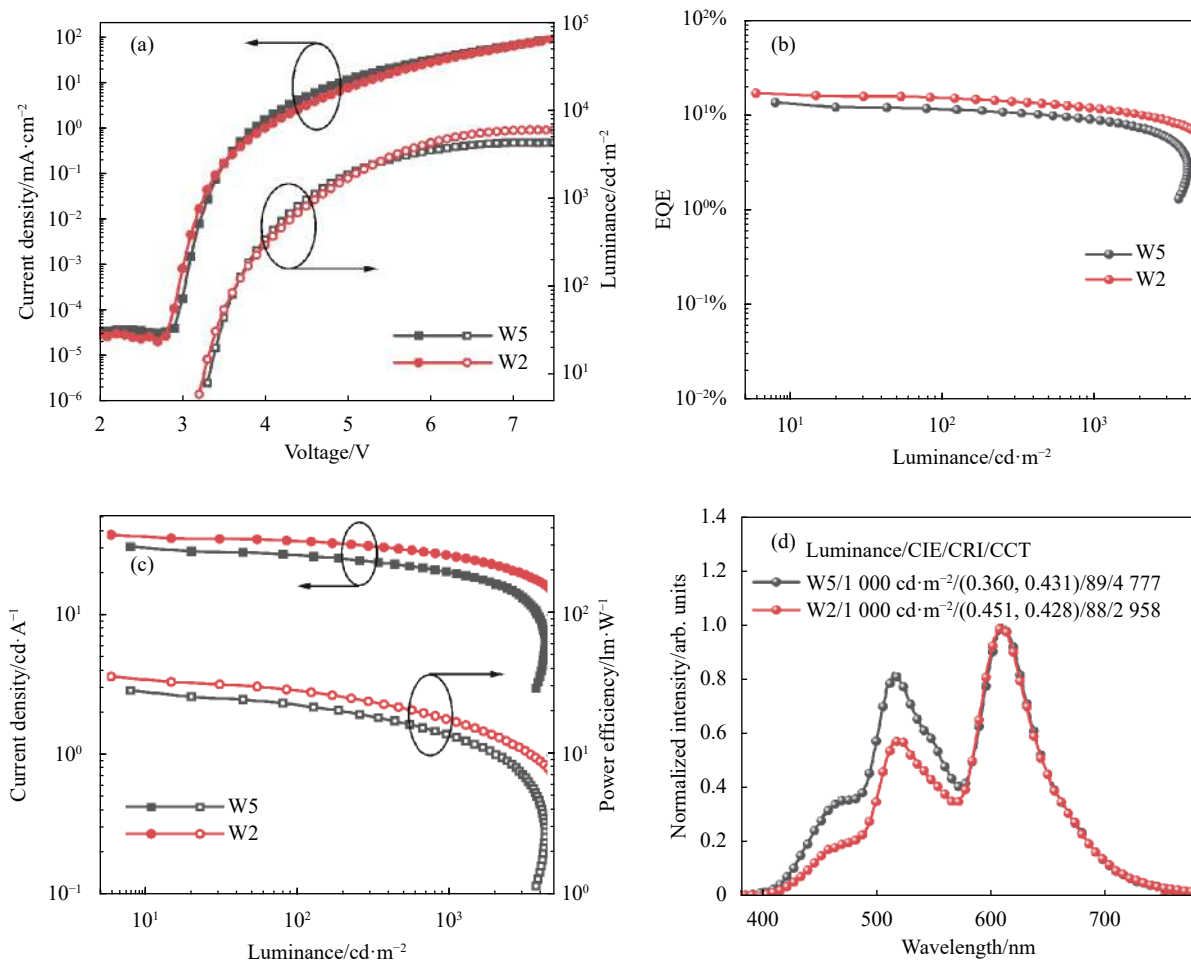 (a)
Current density/mA·cm⁻²
10²
10¹
10⁰
10⁻¹
10⁻²
10⁻³
10⁻⁴
10⁻⁵
10⁻⁶
2 3 4 5 6 7
Voltage/V
10⁵
10⁴
10³
10²
10¹
Luminance/cd·m⁻²
W5
W2
(b)
EQE
10²%
10¹%
10⁰%
10⁻¹%
10⁻²%
10¹ 10² 10³
Luminance/cd·m⁻²
W5
W2
(c)
Current density/cd·A⁻¹
10¹
10⁰
10⁻¹
10¹ 10² 10³
Luminance/cd·m⁻²
10²
10¹
10⁰
Power efficiency/lm·W⁻¹
W5
W2
(d)
Luminance/CIE/CRI/CCT
W5/1 000 cd·m⁻²/(0.360, 0.431)/89/4 777
W2/1 000 cd·m⁻²/(0.451, 0.428)/88/2 958
Normalized intensity/arb. units
1.4
1.2
1.0
0.8
0.6
0.4
0.2
0
400 500 600 700
Wavelength/nm